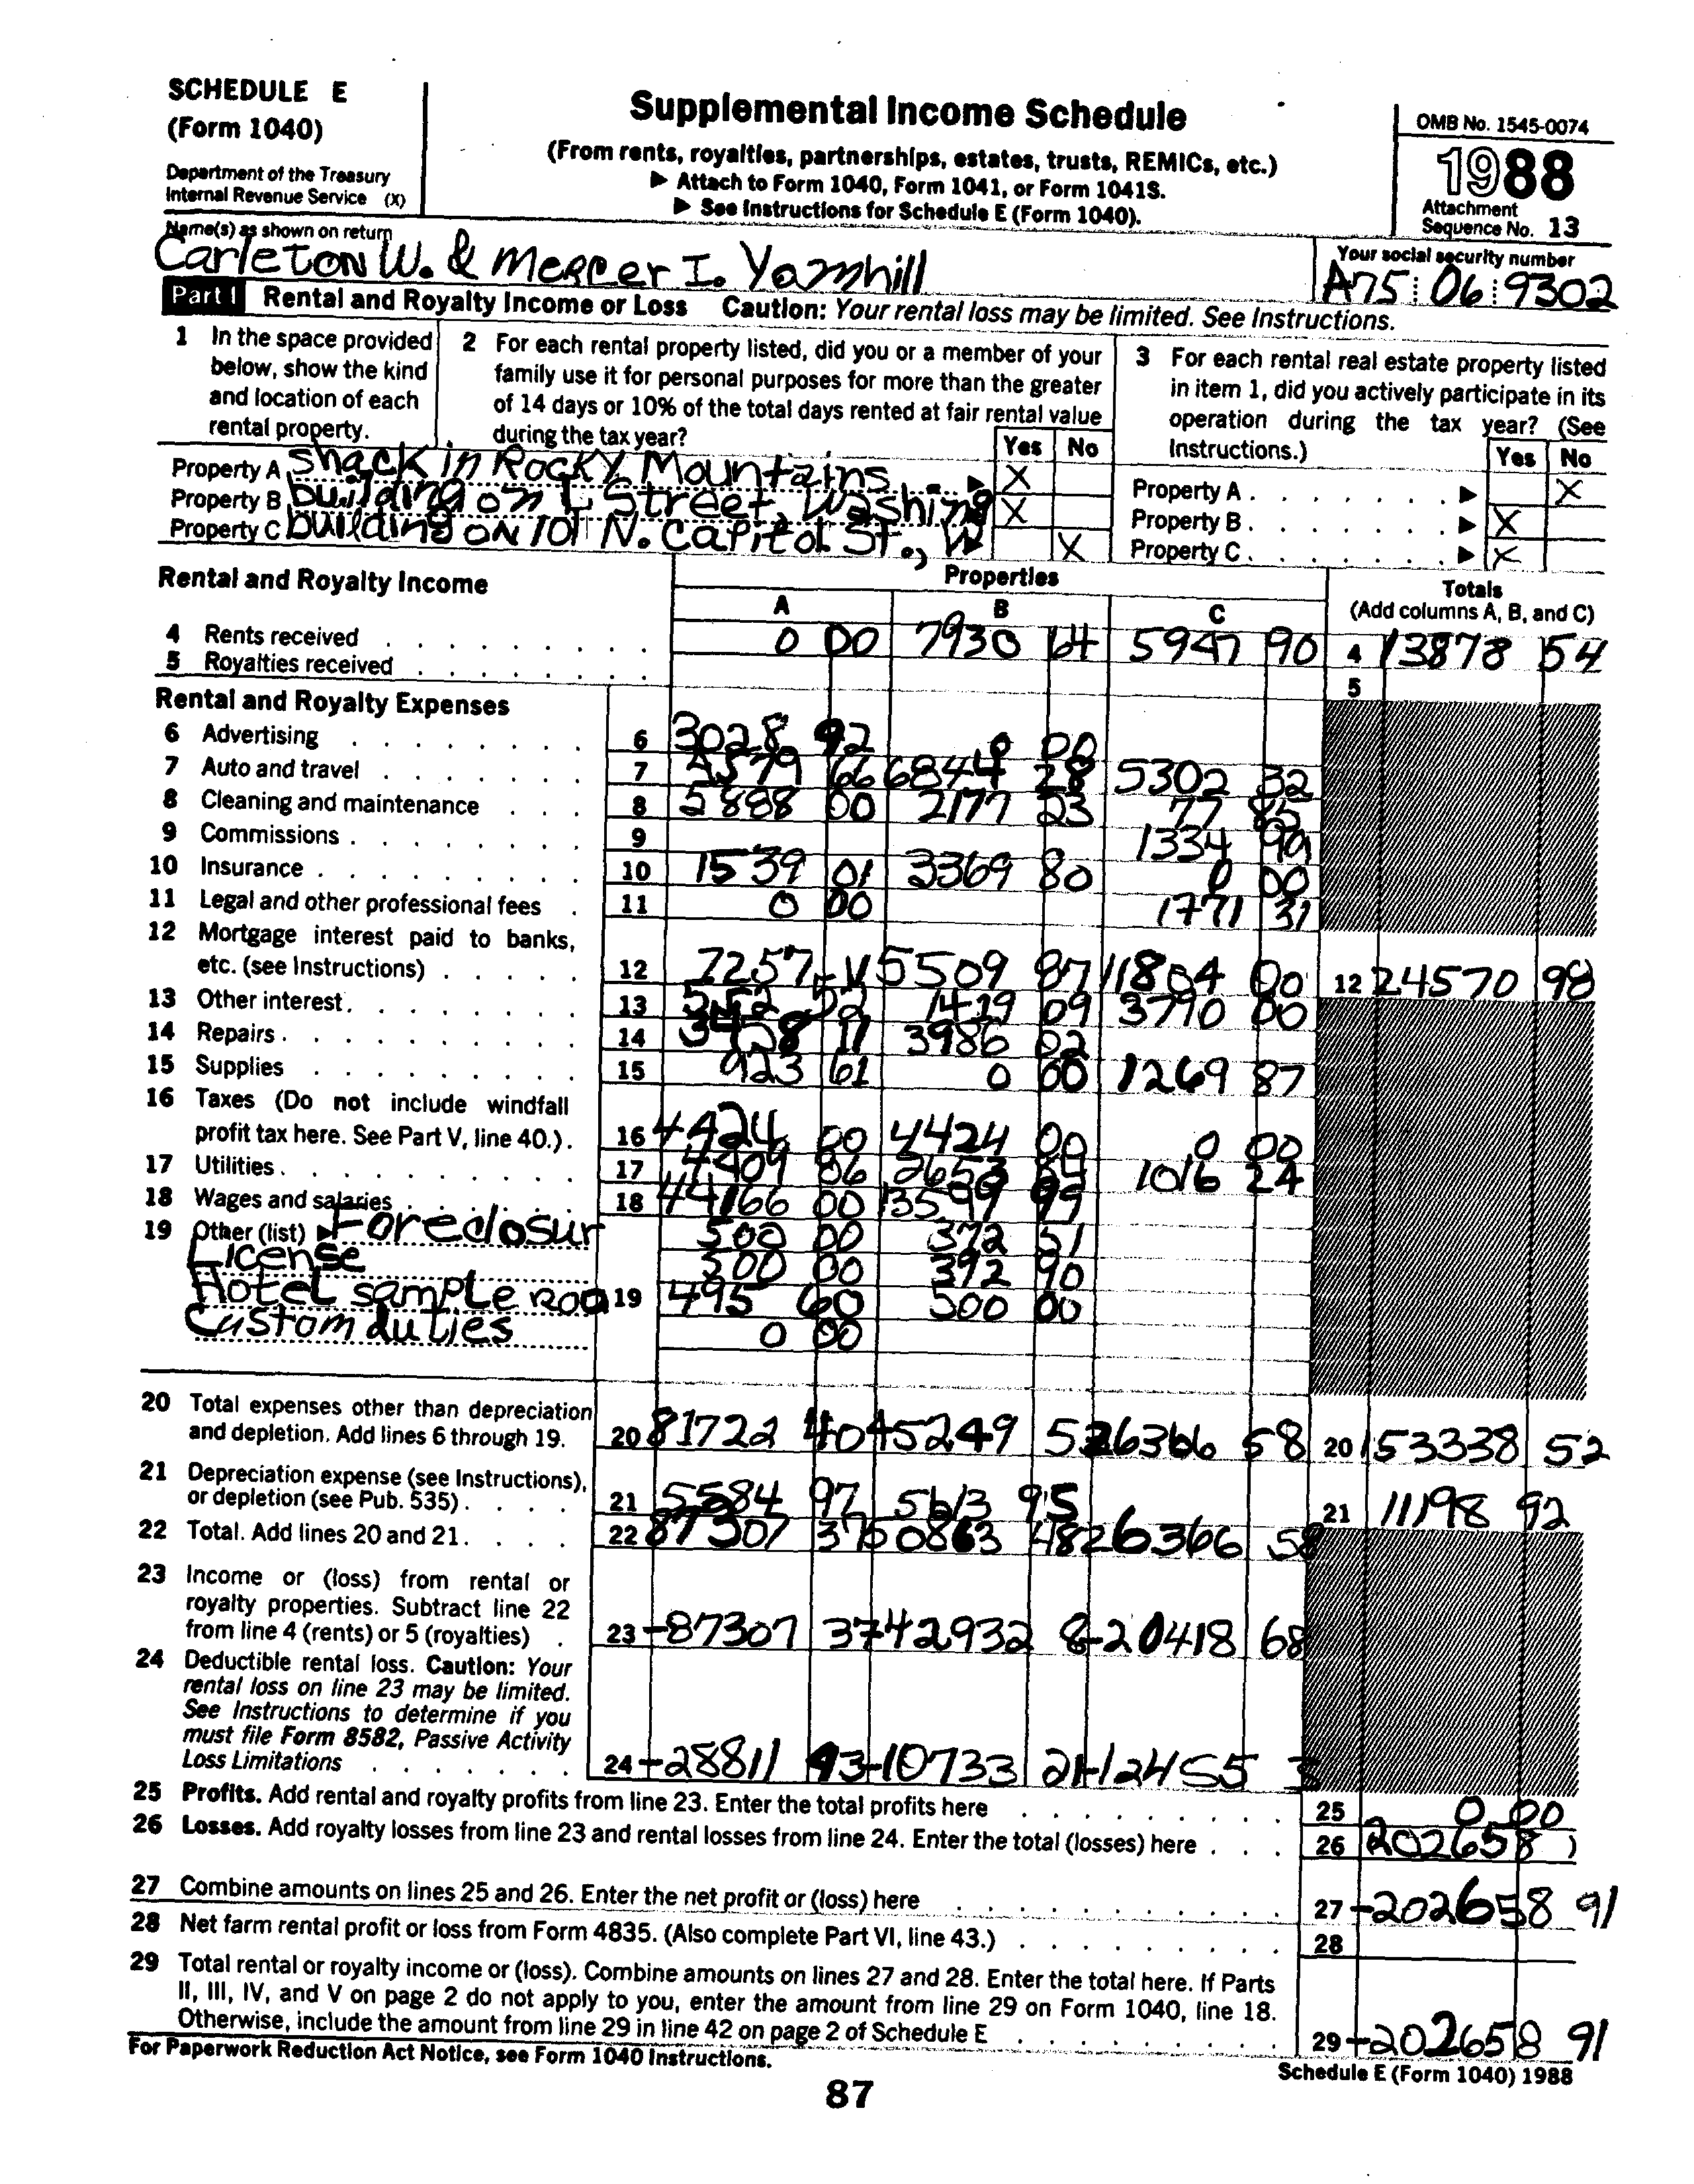 SCHEDULE E
(Form 1040)
Department of the Treasury
Internal Revenue Service (X)
Supplemental Income Schedule
(From rents, royalties, partnerships, estates, trusts, REMICs, etc.)
▶ Attach to Form 1040, Form 1041, or Form 1041S.
▶ See Instructions for Schedule E (Form 1040).
OMB No. 1545-0074
1988
Attachment
Sequence No. 13
Name(s) as shown on return
Carleton W. & Mercer I. Yamhill
Your social security number
A75 06 9302
Part I Rental and Royalty Income or Loss Caution: Your rental loss may be limited. See Instructions.
1 In the space provided
below, show the kind
and location of each
rental property.
2 For each rental property listed, did you or a member of your
family use it for personal purposes for more than the greater
of 14 days or 10% of the total days rented at fair rental value
during the tax year?
Yes No
3 For each rental real estate property listed
in item 1, did you actively participate in its
operation during the tax year? (See
Instructions.)
Yes No
Property A shack in Rocky Mountains X
Property B building on L Street, Washing X
Property C building on 101 N. Capitol St., W X
Property A . . . . . . . ▶ X
Property B . . . . . . . ▶ X
Property C . . . . . . . ▶ X
Rental and Royalty Income
Properties
A B C
Totals
(Add columns A, B, and C)
4 Rents received 0 00 7930 64 5947 90 4 13878 54
5 Royalties received 5
Rental and Royalty Expenses
6 Advertising 6 3028 92 0 00
7 Auto and travel 7 4579 66 6844 28 5302 32
8 Cleaning and maintenance 8 5888 00 2177 23 77 85
9 Commissions 9 1334 99
10 Insurance 10 1539 01 3369 80 0 00
11 Legal and other professional fees 11 0 00 1771 31
12 Mortgage interest paid to banks,
etc. (see Instructions) 12 7257 5509 87 11804 00 12 24570 98
13 Other interest 13 52 1419 09 3790 00
14 Repairs 14 3458 11 3986 02
15 Supplies 15 923 61 0 00 1269 87
16 Taxes (Do not include windfall
profit tax here. See Part V, line 40.) 16 4424 00 4424 00 0 00
17 Utilities 17 4409 86 2653 1016 24
18 Wages and salaries 18 44166 00 13599 99
19 Other (list) ▶ Foreclosur 500 00 372 51
License 500 00 392 90
Hotel sample Roo 19 495 60 500 00
Custom duties 0 00
20 Total expenses other than depreciation
and depletion. Add lines 6 through 19. 20 81722 40 45249 5 26366 58 20 153338 52
21 Depreciation expense (see Instructions),
or depletion (see Pub. 535) 21 5584 97 5613 95 21 11198 92
22 Total. Add lines 20 and 21 22 87307 37 50863 48 26366 58
23 Income or (loss) from rental or
royalty properties. Subtract line 22
from line 4 (rents) or 5 (royalties) 23 -87307 37 -42932 8 -20418 68
24 Deductible rental loss. Caution: Your
rental loss on line 23 may be limited.
See Instructions to determine if you
must file Form 8582, Passive Activity
Loss Limitations 24 -28811 93 -10733 21 -12455 3
25 Profits. Add rental and royalty profits from line 23. Enter the total profits here 25 0 00
26 Losses. Add royalty losses from line 23 and rental losses from line 24. Enter the total (losses) here 26 202658 )
27 Combine amounts on lines 25 and 26. Enter the net profit or (loss) here 27 -202658 91
28 Net farm rental profit or loss from Form 4835. (Also complete Part VI, line 43.) 28
29 Total rental or royalty income or (loss). Combine amounts on lines 27 and 28. Enter the total here. If Parts
II, III, IV, and V on page 2 do not apply to you, enter the amount from line 29 on Form 1040, line 18.
Otherwise, include the amount from line 29 in line 42 on page 2 of Schedule E 29 -202658 91
For Paperwork Reduction Act Notice, see Form 1040 Instructions.
Schedule E (Form 1040) 1988
87